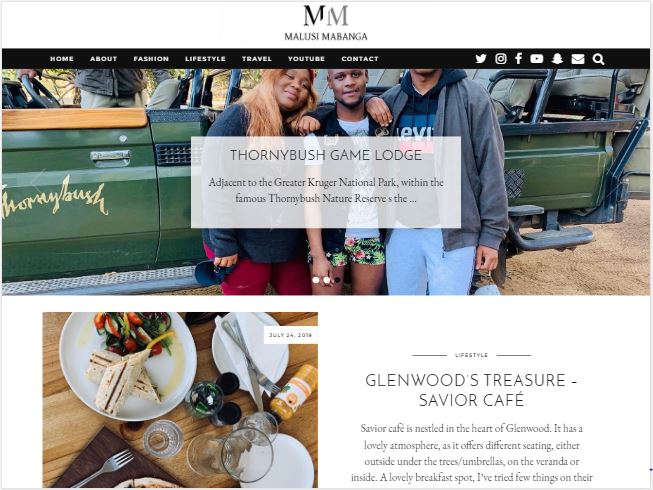 MM
MALUSI MABANGA
HOME ABOUT FASHION LIFESTYLE TRAVEL YOUTUBE CONTACT
Levi's
THORNYBUSH GAME LODGE
Adjacent to the Greater Kruger National Park, within the
famous Thornybush Nature Reserve s the ...
Thornybush
JULY 24, 2019
LIFESTYLE
GLENWOOD'S TREASURE –
SAVIOR CAFÉ
Savior café is nestled in the heart of Glenwood. It has a
lovely atmosphere, as it offers different seating, either
outside under the trees/umbrellas, on the veranda or
inside. A lovely breakfast spot, I've tried few things on their